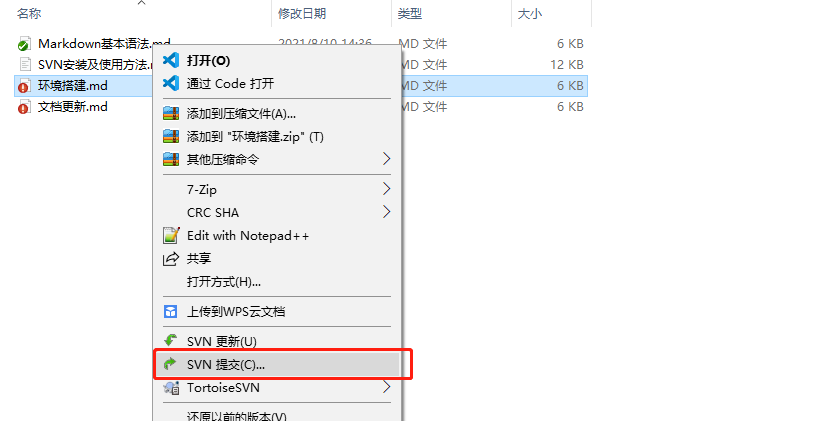 名称 修改日期 类型 大小
Markdown基本语法.md 2021/8/10 14:36 MD 文件 6 KB
SVN安装及使用方法. MD 文件 12 KB
环境搭建.md MD 文件 6 KB
文档更新.md MD 文件 6 KB
打开(O)
通过 Code 打开
添加到压缩文件(A)...
添加到 "环境搭建.zip" (T)
其他压缩命令
7-Zip
CRC SHA
Edit with Notepad++
共享
打开方式(H)...
上传到WPS云文档
SVN 更新(U)
SVN 提交(C)...
TortoiseSVN
还原以前的版本(V)